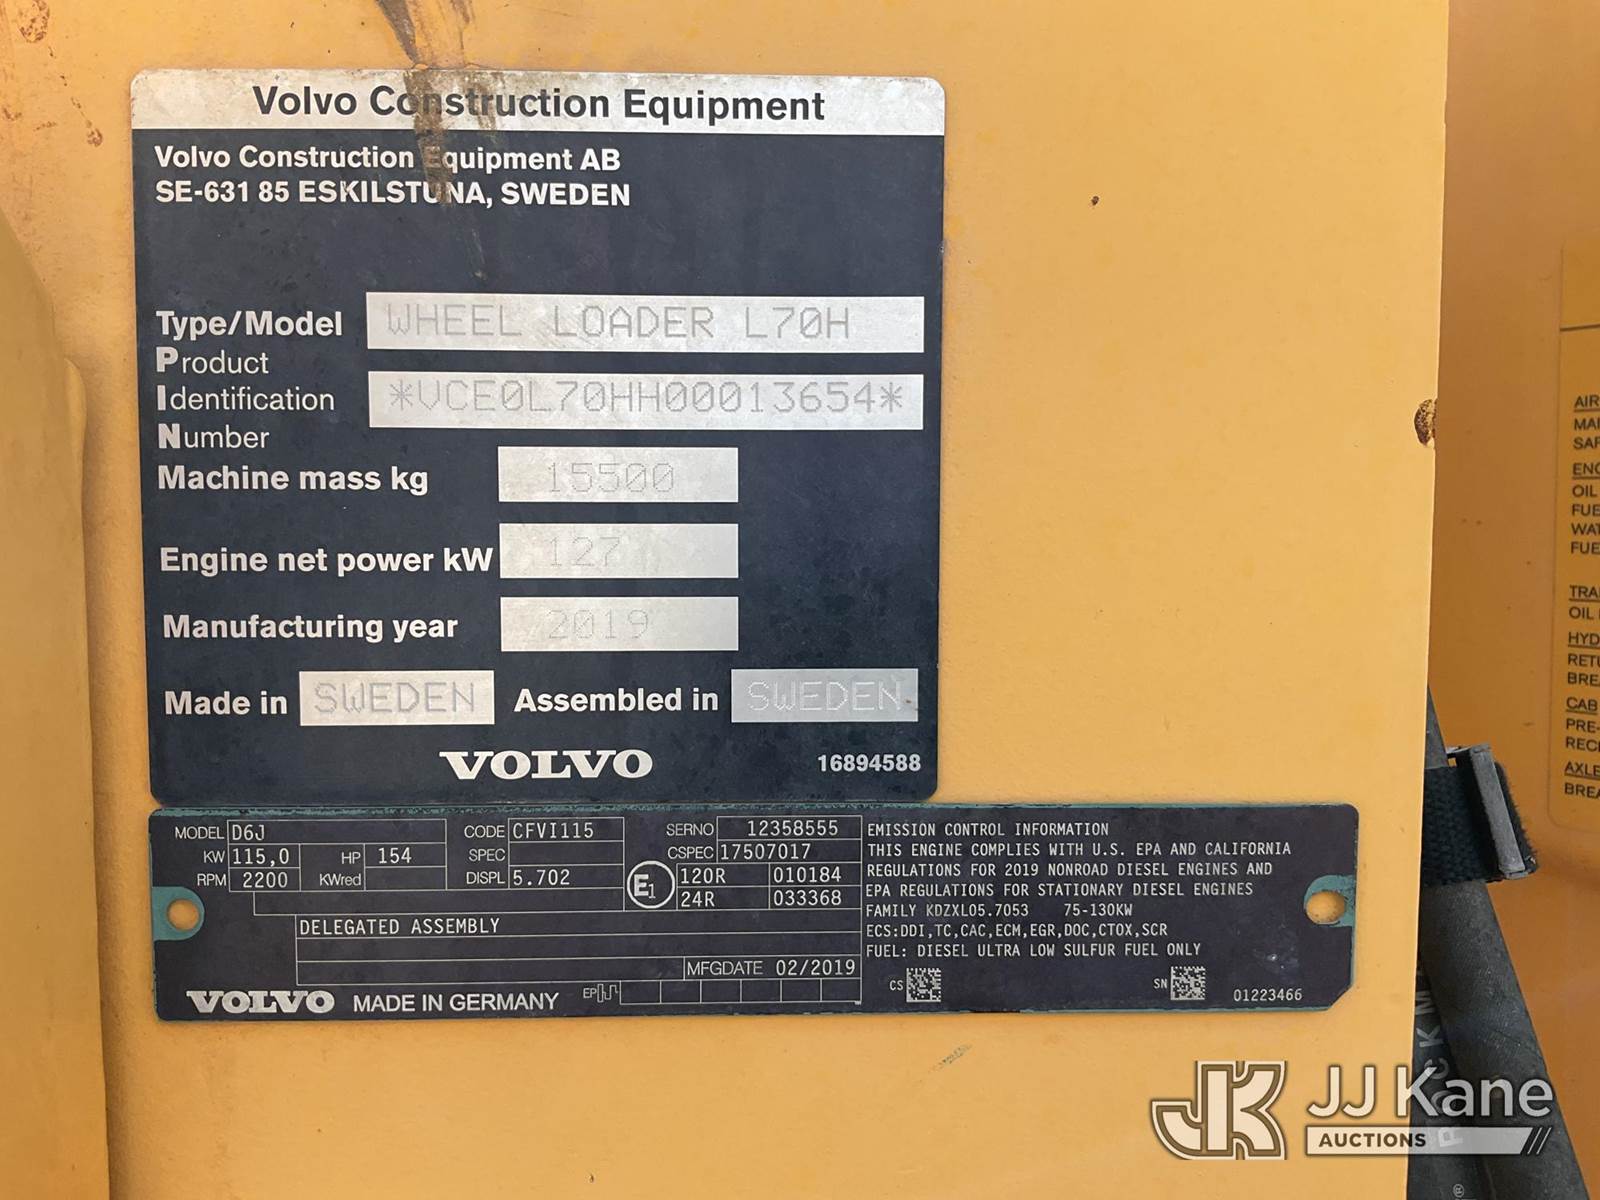 Volvo Construction Equipment
Volvo Construction Equipment AB
SE-631 85 ESKILSTUNA, SWEDEN
Type/Model WHEEL LOADER L70H
Product
Identification *VCE0L70HH00013654*
Number
Machine mass kg 15500
Engine net power kW 127
Manufacturing year 2019
Made in SWEDEN Assembled in SWEDEN
VOLVO 16894588
MODEL D6J CODE CFVI115 SERNO 12358555
KW 115,0 HP 154 SPEC CSPEC 17507017
RPM 2200 KWred DISPL 5.702 E1 120R 010184
24R 033368
DELEGATED ASSEMBLY
MFGDATE 02/2019
VOLVO MADE IN GERMANY EP
EMISSION CONTROL INFORMATION
THIS ENGINE COMPLIES WITH U.S. EPA AND CALIFORNIA
REGULATIONS FOR 2019 NONROAD DIESEL ENGINES AND
EPA REGULATIONS FOR STATIONARY DIESEL ENGINES
FAMILY KDZXL05.7053 75-130KW
ECS:DDI,TC,CAC,ECM,EGR,DOC,CTOX,SCR
FUEL: DIESEL ULTRA LOW SULFUR FUEL ONLY
CS SN 01223466
AIR
OIL
OIL
CAB
JK JJ Kane
AUCTIONS